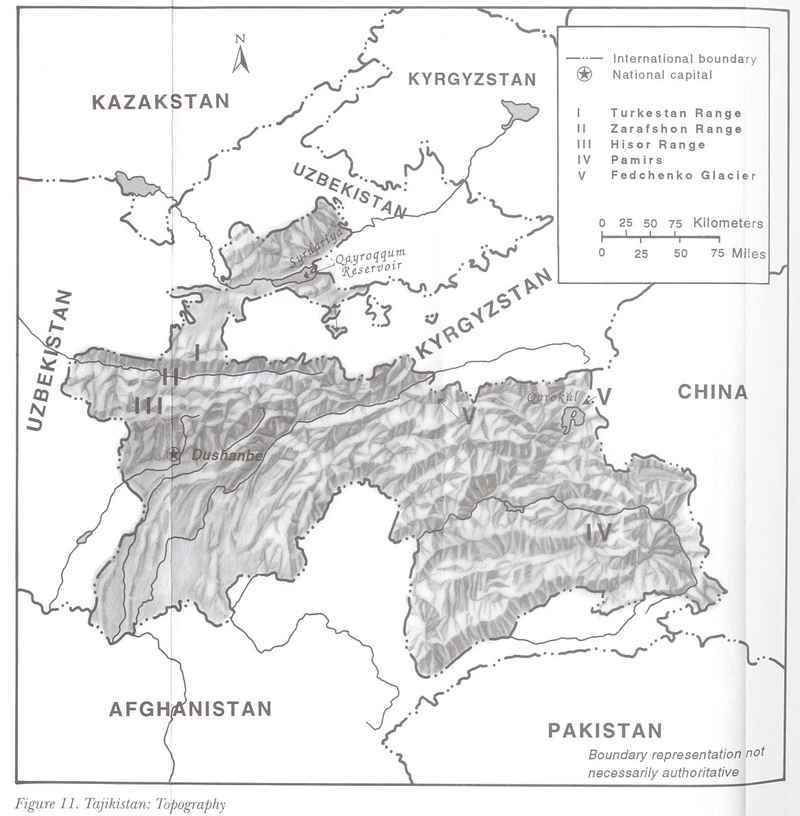 N
KAZAKSTAN
KYRGYZSTAN
International boundary
National capital
I Turkestan Range
II Zarafshon Range
III Hisor Range
IV Pamirs
V Fedchenko Glacier
0 25 50 75 Kilometers
0 25 50 75 Miles
UZBEKISTAN
Syrdariya
Qayroqqum
Reservoir
KYRGYZSTAN
UZBEKISTAN
I
II
III
V
Qarokul
V
CHINA
Dushanbe
IV
AFGHANISTAN
PAKISTAN
Boundary representation not
necessarily authoritative
Figure 11. Tajikistan: Topography